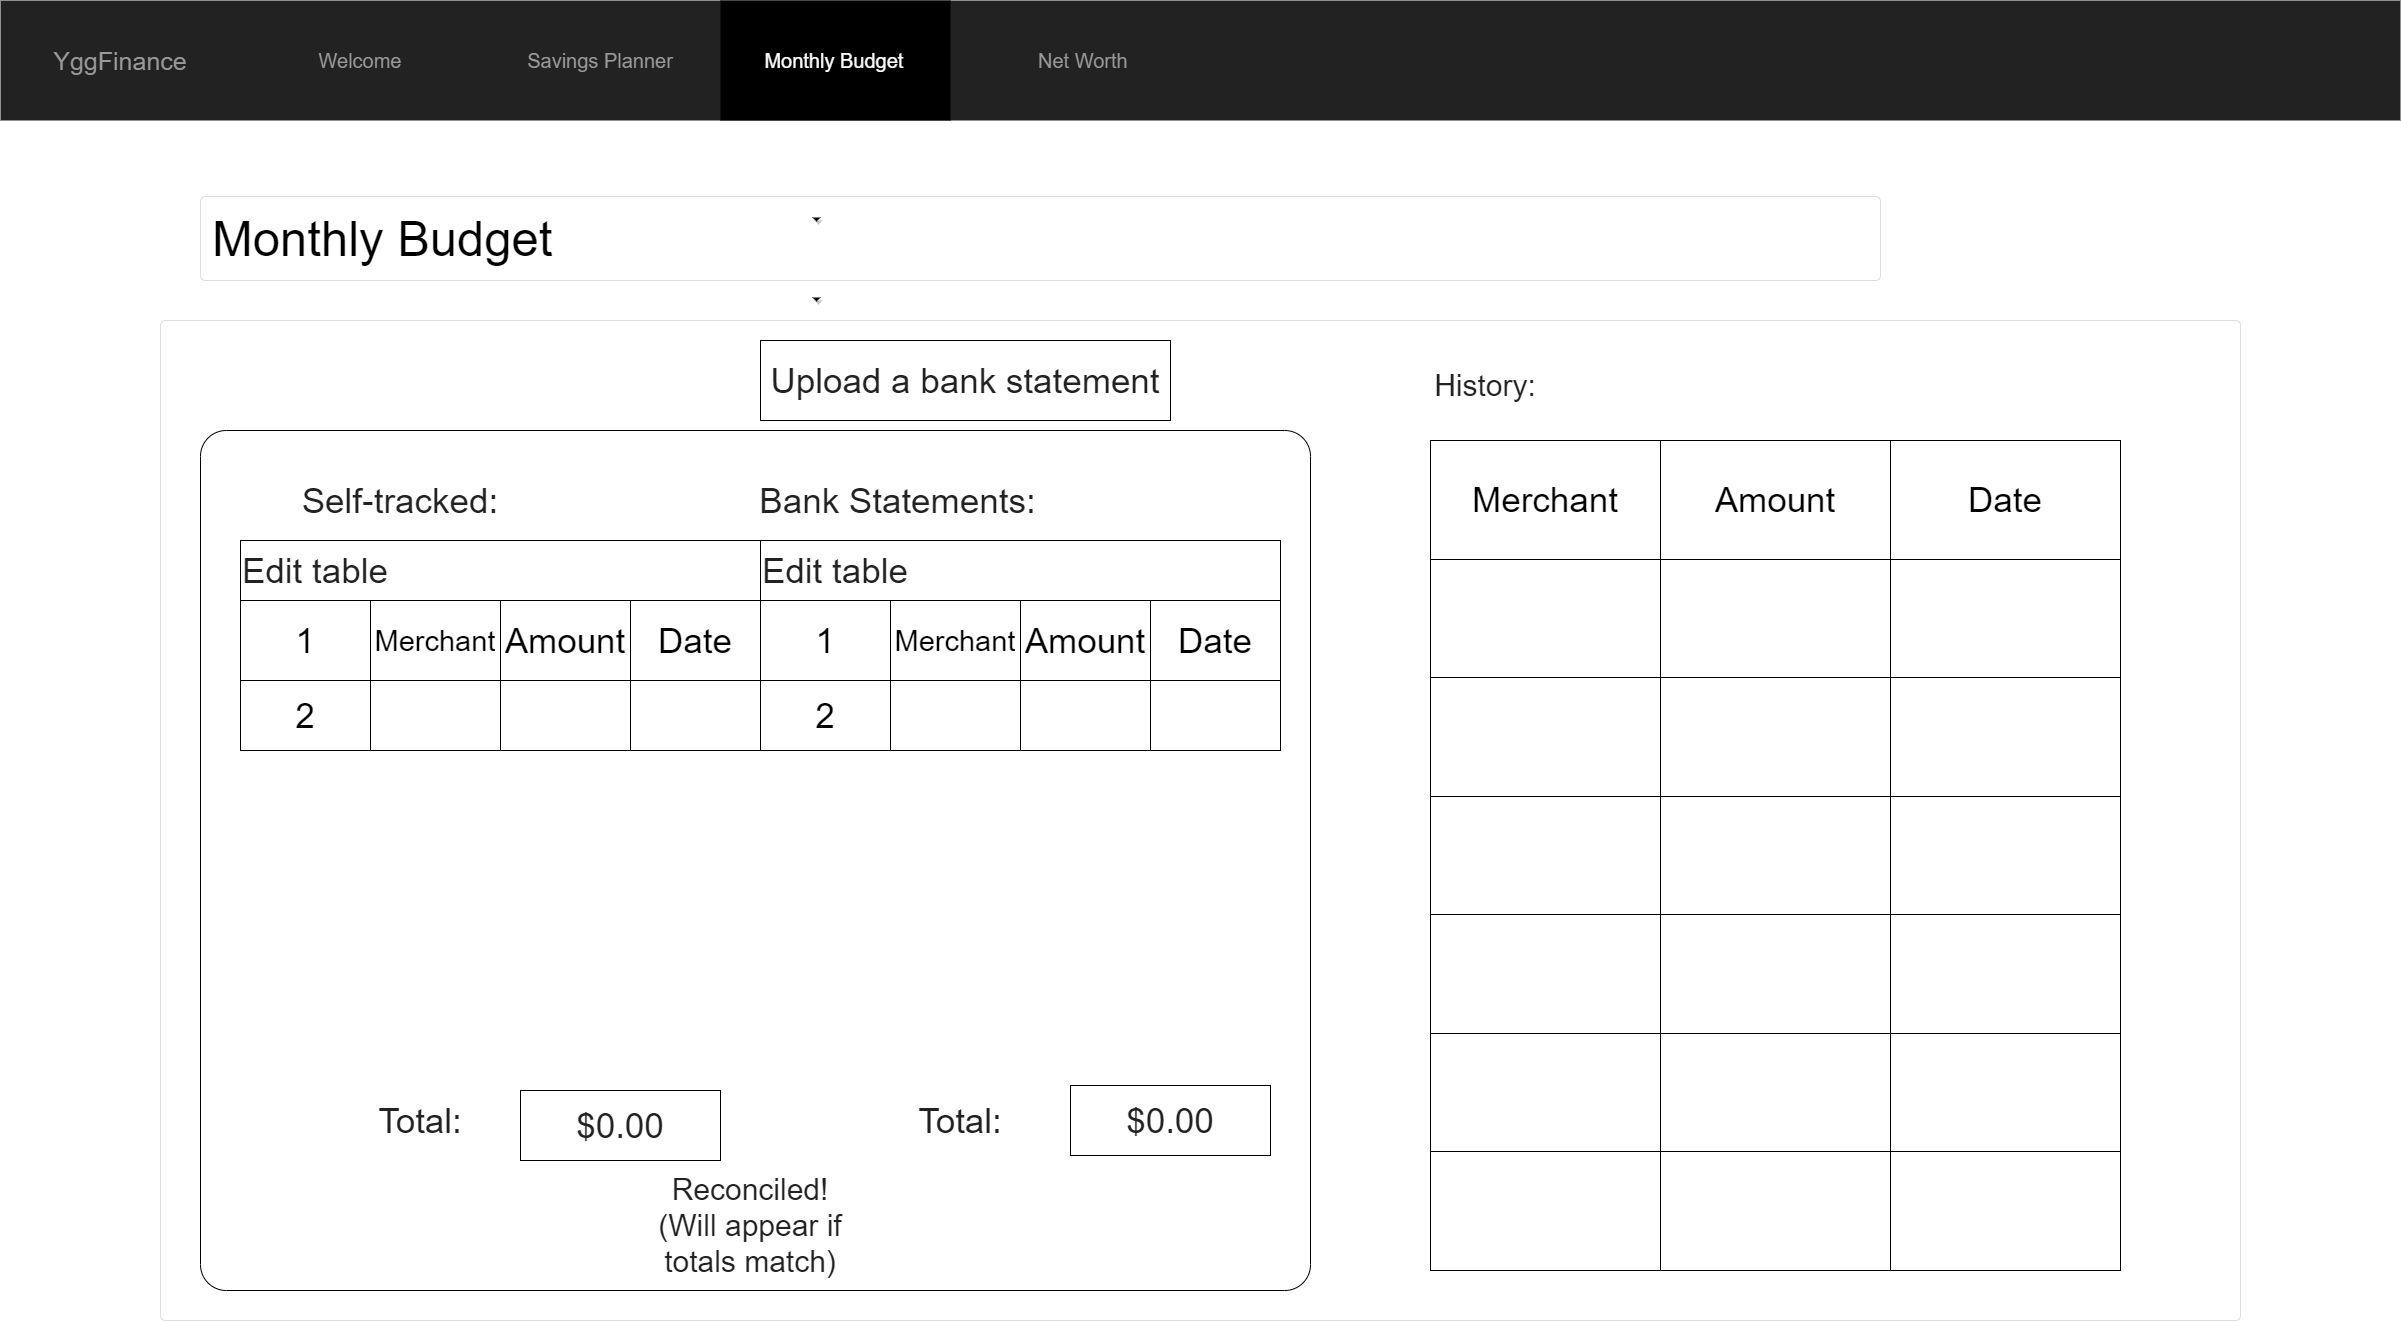 YggFinance Welcome Savings Planner Monthly Budget Net Worth
Monthly Budget
Upload a bank statement
History:
Self-tracked: Bank Statements:
Merchant Amount Date
Edit table Edit table
1 Merchant Amount Date 1 Merchant Amount Date
2 2
Total: $0.00 Total: $0.00
Reconciled!
(Will appear if
totals match)